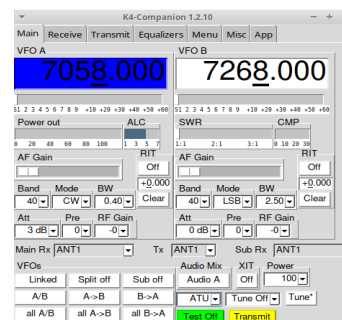 K4-Companion 1.2.10
Main Receive Transmit Equalizers Menu Misc App
VFO A VFO B
7058.000 7268.000
S1 2 3 4 5 6 7 8 9 +10 +20 +30 +40 +50 +60 S1 2 3 4 5 6 7 8 9 +10 +20 +30 +40 +50 +60
Power out ALC SWR CMP
0 20 40 60 80 100 1 3 5 7 1:1 2:1 3:1 0 10 20 30
AF Gain RIT AF Gain RIT
Off Off
+0.000 +0.000
Band Mode BW Band Mode BW
40 CW 0.40 Clear 40 LSB 2.50 Clear
Att Pre RF Gain Att Pre RF Gain
3 dB 0 -0 0 dB 0 -0
Main Rx ANT1 Tx ANT1 Sub Rx ANT1
VFOs Audio Mix XIT Power
Linked Split off Sub off Audio A Off 100
A/B A->B B->A ATU Tune Off Tune*
all A/B all A->B all B->A Test Off Transmit